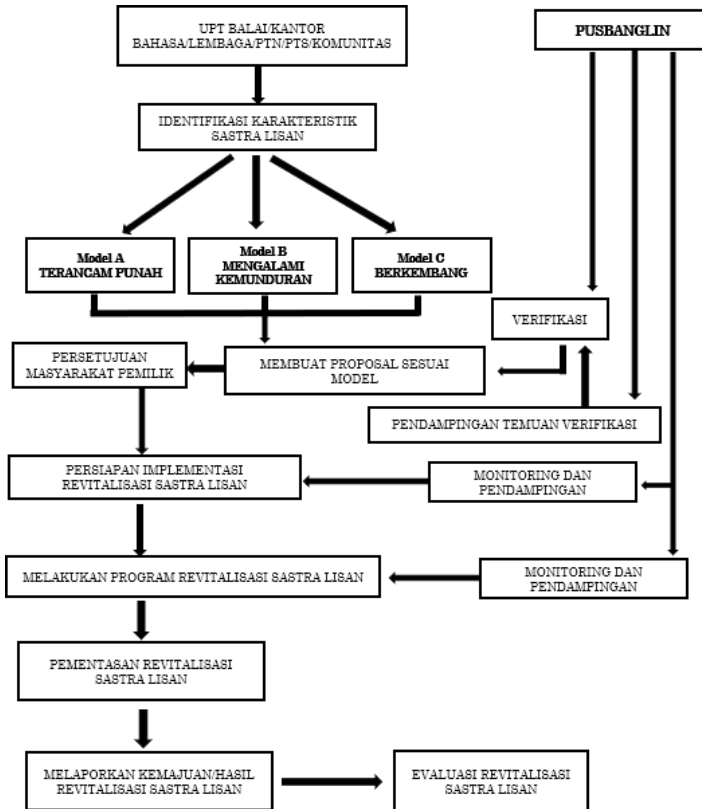 UPT BALAI/KANTOR
BAHASA/LEMBAGA/PTN/PTS/KOMUNITAS
PUSBANGLIN
IDENTIFIKASI KARAKTERISTIK
SASTRA LISAN
Model A
TERANCAM PUNAH
Model B
MENGALAMI
KEMUNDURAN
Model C
BERKEMBANG
VERIFIKASI
PERSETUJUAN
MASYARAKAT PEMILIK
MEMBUAT PROPOSAL SESUAI
MODEL
PENDAMPINGAN TEMUAN VERIFIKASI
PERSIAPAN IMPLEMENTASI
REVITALISASI SASTRA LISAN
MONITORING DAN
PENDAMPINGAN
MELAKUKAN PROGRAM REVITALISASI SASTRA LISAN
MONITORING DAN
PENDAMPINGAN
PEMENTASAN REVITALISASI
SASTRA LISAN
MELAPORKAN KEMAJUAN/HASIL
REVITALISASI SASTRA LISAN
EVALUASI REVITALISASI
SASTRA LISAN